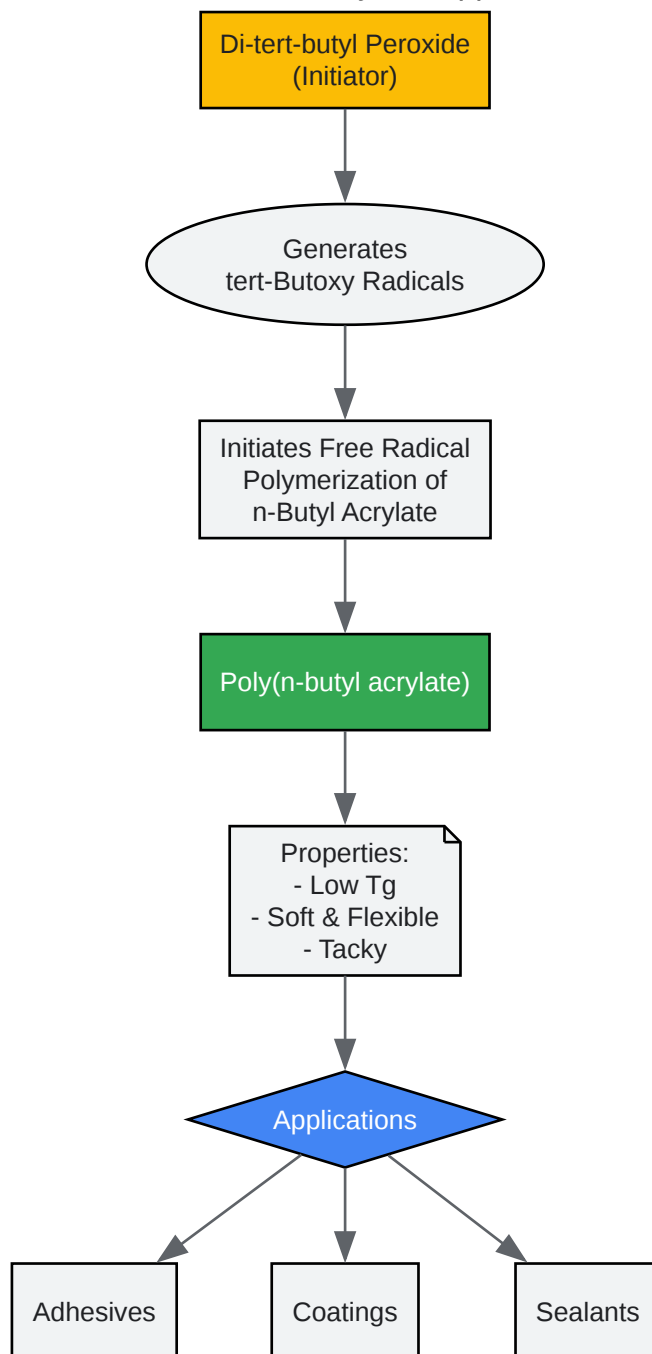 Di-tert-butyl Peroxide
(Initiator)
Generates
tert-Butoxy Radicals
Initiates Free Radical
Polymerization of
n-Butyl Acrylate
Poly(n-butyl acrylate)
Properties:
- Low Tg
- Soft & Flexible
- Tacky
Applications
Adhesives
Coatings
Sealants